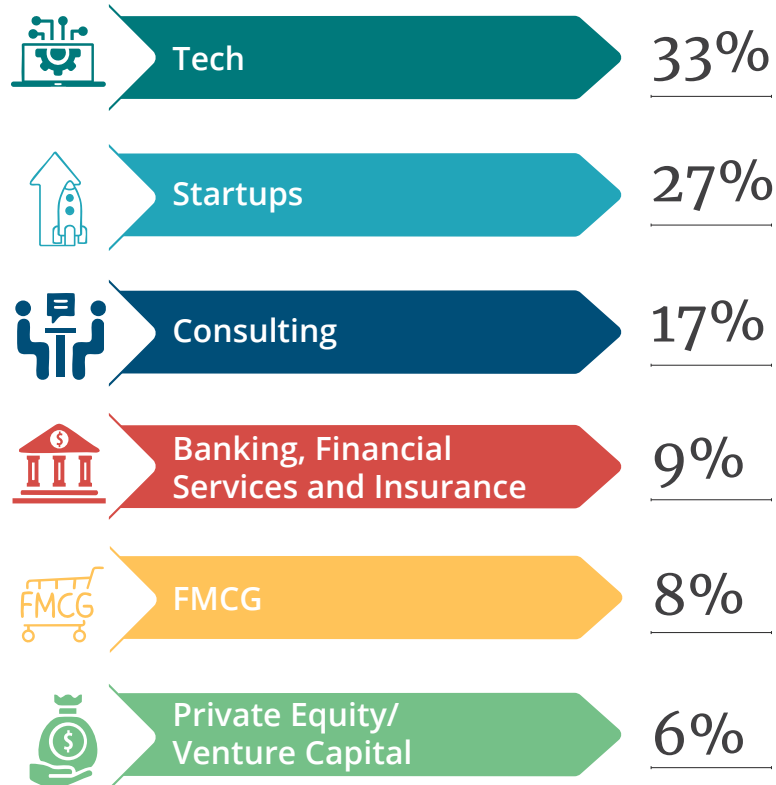 Tech
33%
Startups
27%
Consulting
17%
$
Banking, Financial
Services and Insurance
9%
FMCG
FMCG
8%
$
Private Equity/
Venture Capital
6%